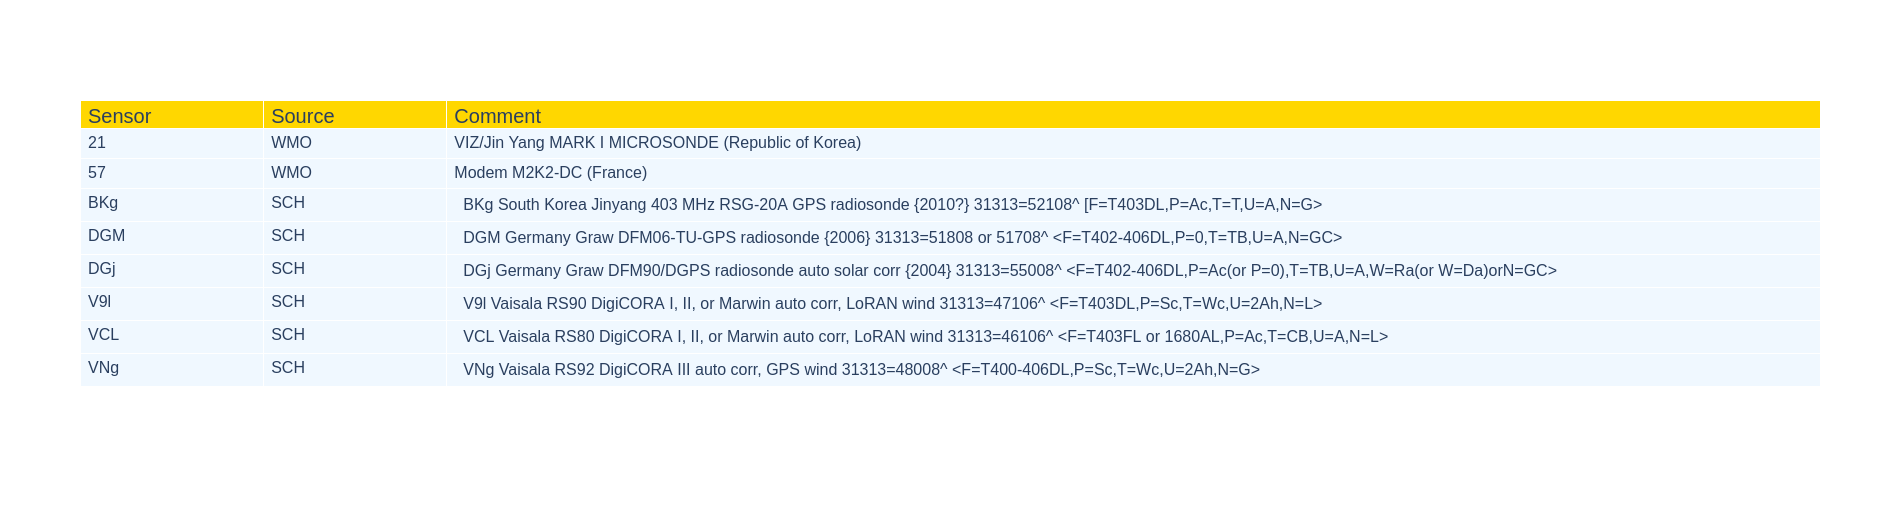 Sensor Source Comment
21 WMO VIZ/Jin Yang MARK I MICROSONDE (Republic of Korea)
57 WMO Modem M2K2-DC (France)
BKg SCH BKg South Korea Jinyang 403 MHz RSG-20A GPS radiosonde {2010?} 31313=52108^ [F=T403DL,P=Ac,T=T,U=A,N=G>
DGM SCH DGM Germany Graw DFM06-TU-GPS radiosonde {2006} 31313=51808 or 51708^ <F=T402-406DL,P=0,T=TB,U=A,N=GC>
DGj SCH DGj Germany Graw DFM90/DGPS radiosonde auto solar corr {2004} 31313=55008^ <F=T402-406DL,P=Ac(or P=0),T=TB,U=A,W=Ra(or W=Da)orN=GC>
V9l SCH V9l Vaisala RS90 DigiCORA I, II, or Marwin auto corr, LoRAN wind 31313=47106^ <F=T403DL,P=Sc,T=Wc,U=2Ah,N=L>
VCL SCH VCL Vaisala RS80 DigiCORA I, II, or Marwin auto corr, LoRAN wind 31313=46106^ <F=T403FL or 1680AL,P=Ac,T=CB,U=A,N=L>
VNg SCH VNg Vaisala RS92 DigiCORA III auto corr, GPS wind 31313=48008^ <F=T400-406DL,P=Sc,T=Wc,U=2Ah,N=G>